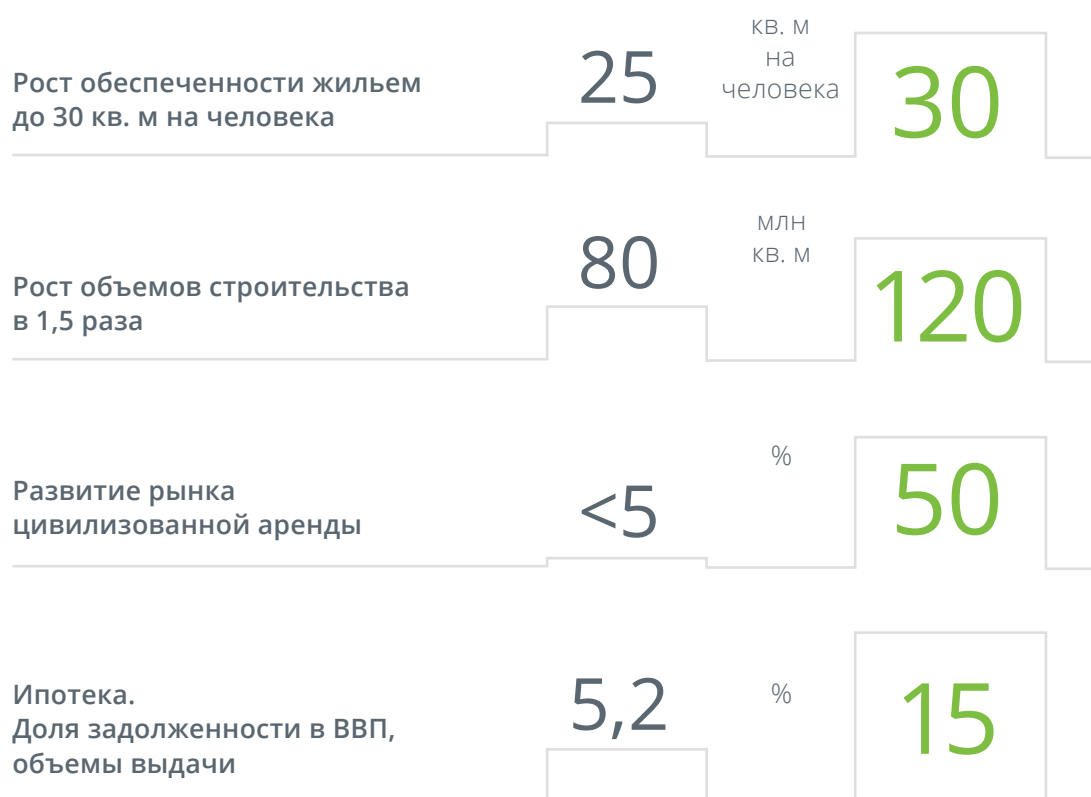 Рост обеспеченности жильем
до 30 кв. м на человека
25
кв. м
на
человека
30
Рост объемов строительства
в 1,5 раза
80
млн
кв. м
120
Развитие рынка
цивилизованной аренды
<5
%
50
Ипотека.
Доля задолженности в ВВП,
объемы выдачи
5,2
%
15